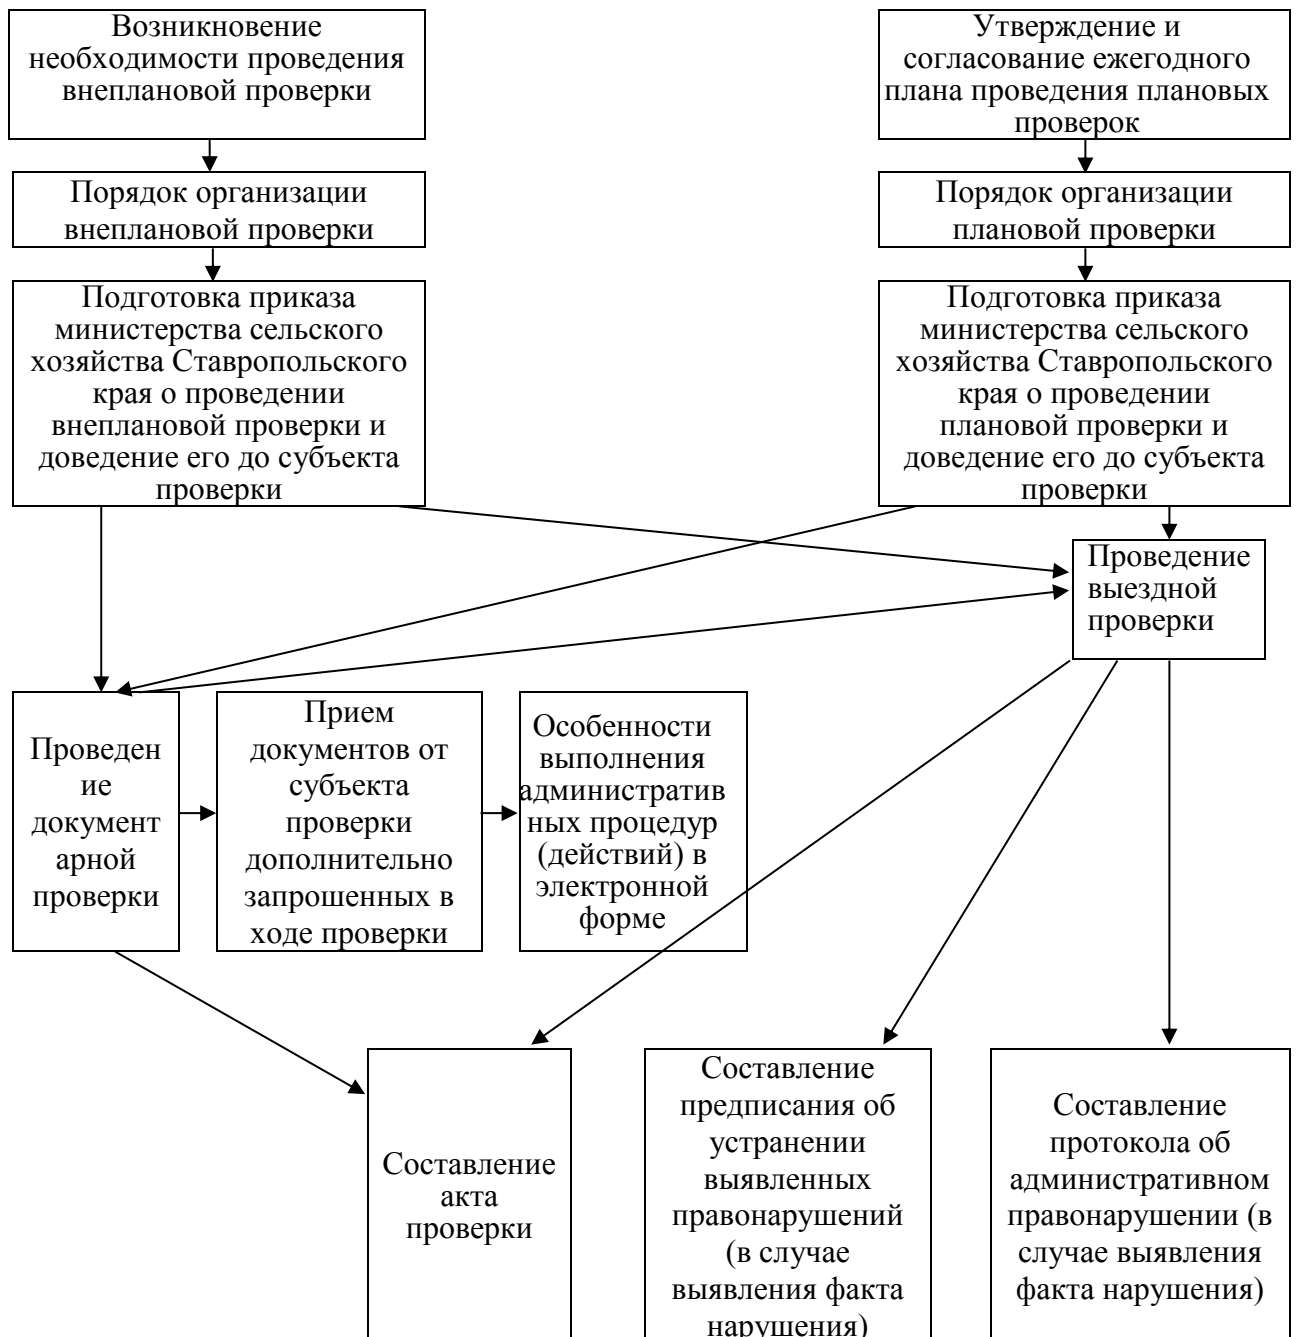 Возникновение
необходимости проведения
внеплановой проверки
Утверждение и
согласование ежегодного
плана проведения плановых
проверок
Порядок организации
внеплановой проверки
Порядок организации
плановой проверки
Подготовка приказа
министерства сельского
хозяйства Ставропольского
края о проведении
внеплановой проверки и
доведение его до субъекта
проверки
Подготовка приказа
министерства сельского
хозяйства Ставропольского
края о проведении
плановой проверки и
доведение его до субъекта
проверки
Проведение
выездной
проверки
Проведен
ие
документ
арной
проверки
Прием
документов от
субъекта
проверки
дополнительно
запрошенных в
ходе проверки
Особенности
выполнения
административ
ных процедур
(действий) в
электронной
форме
Составление
акта
проверки
Составление
предписания об
устранении
выявленных
правонарушений
(в случае
выявления факта
нарушения)
Составление
протокола об
административном
правонарушении (в
случае выявления
факта нарушения)